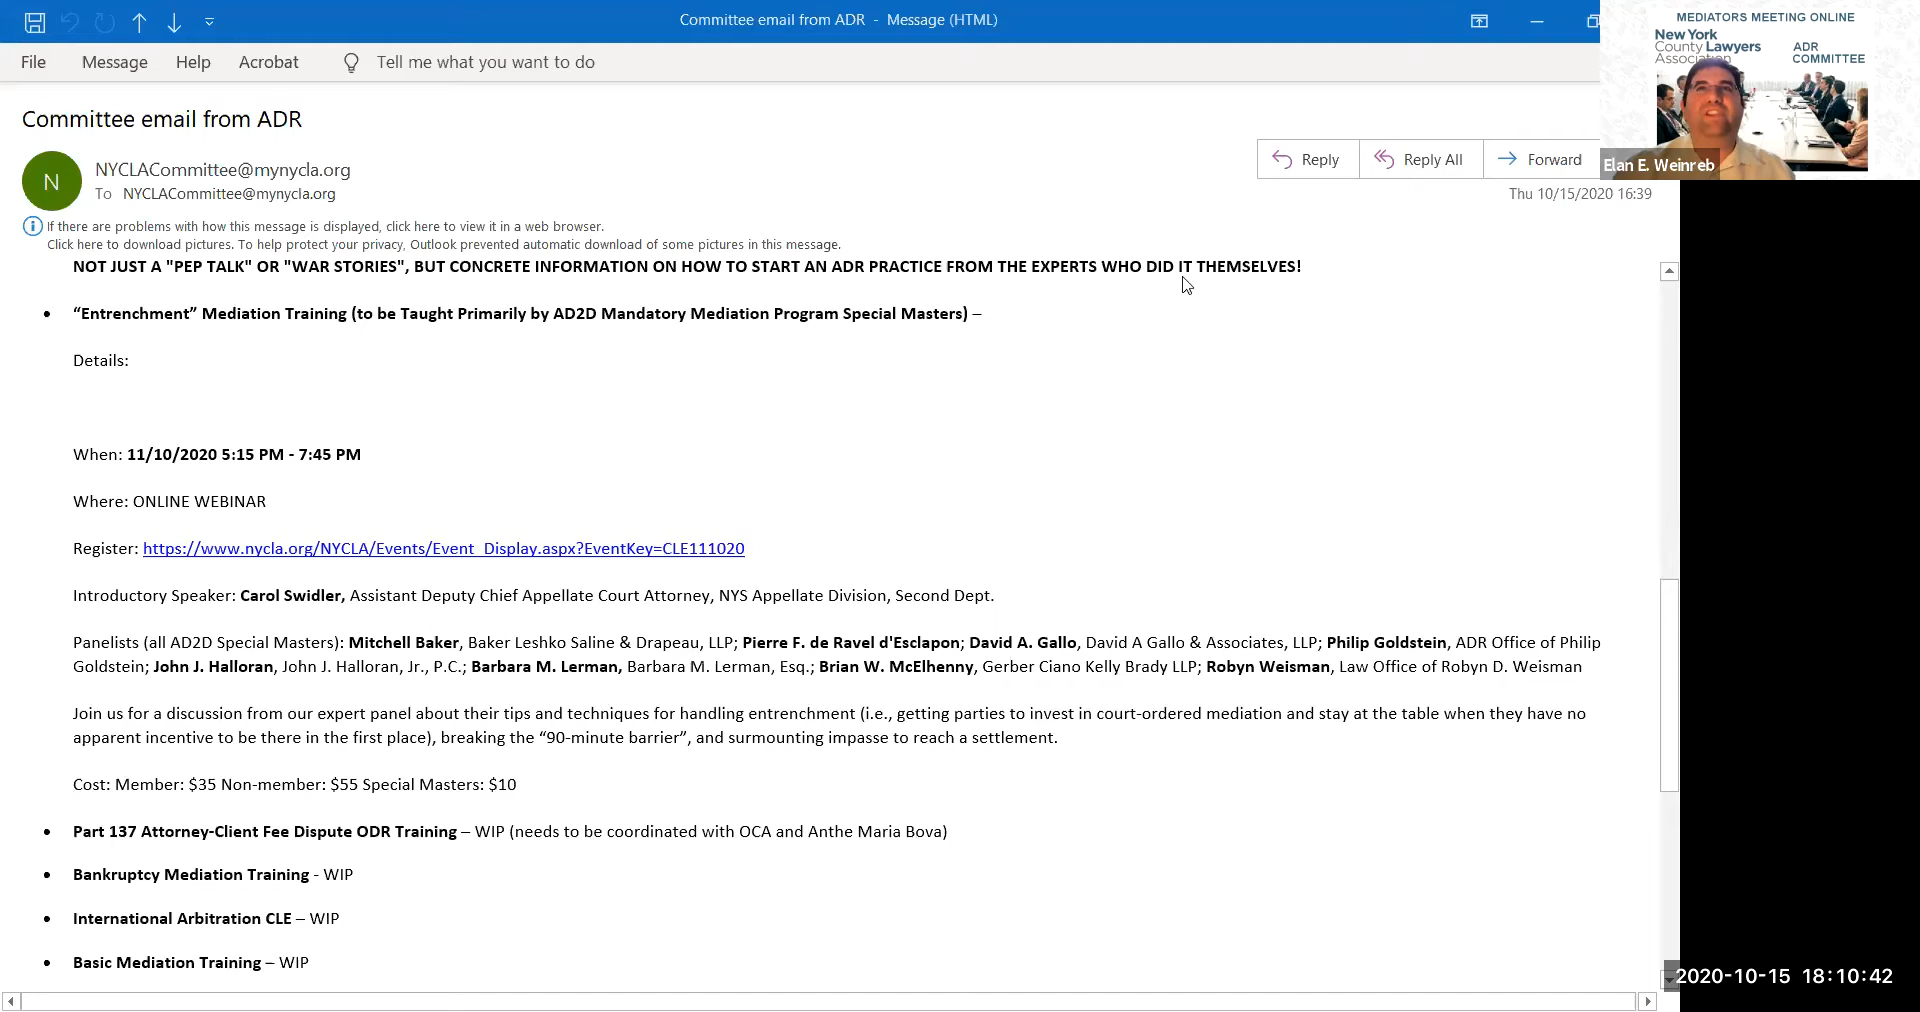 Committee email from ADR - Message (HTML)
MEDIATORS MEETING ONLINE
New York
County Lawyers
Association
ADR
COMMITTEE
Elan E. Weinreb
File Message Help Acrobat Tell me what you want to do
Committee email from ADR
N
NYCLACommittee@mynycla.org
To NYCLACommittee@mynycla.org
Reply Reply All Forward
Thu 10/15/2020 16:39
If there are problems with how this message is displayed, click here to view it in a web browser.
Click here to download pictures. To help protect your privacy, Outlook prevented automatic download of some pictures in this message.
NOT JUST A "PEP TALK" OR "WAR STORIES", BUT CONCRETE INFORMATION ON HOW TO START AN ADR PRACTICE FROM THE EXPERTS WHO DID IT THEMSELVES!
• “Entrenchment” Mediation Training (to be Taught Primarily by AD2D Mandatory Mediation Program Special Masters) –
Details:
When: 11/10/2020 5:15 PM - 7:45 PM
Where: ONLINE WEBINAR
Register: https://www.nycla.org/NYCLA/Events/Event_Display.aspx?EventKey=CLE111020
Introductory Speaker: Carol Swidler, Assistant Deputy Chief Appellate Court Attorney, NYS Appellate Division, Second Dept.
Panelists (all AD2D Special Masters): Mitchell Baker, Baker Leshko Saline & Drapeau, LLP; Pierre F. de Ravel d'Esclapon; David A. Gallo, David A Gallo & Associates, LLP; Philip Goldstein, ADR Office of Philip
Goldstein; John J. Halloran, John J. Halloran, Jr., P.C.; Barbara M. Lerman, Barbara M. Lerman, Esq.; Brian W. McElhenny, Gerber Ciano Kelly Brady LLP; Robyn Weisman, Law Office of Robyn D. Weisman
Join us for a discussion from our expert panel about their tips and techniques for handling entrenchment (i.e., getting parties to invest in court-ordered mediation and stay at the table when they have no
apparent incentive to be there in the first place), breaking the “90-minute barrier”, and surmounting impasse to reach a settlement.
Cost: Member: $35 Non-member: $55 Special Masters: $10
• Part 137 Attorney-Client Fee Dispute ODR Training – WIP (needs to be coordinated with OCA and Anthe Maria Bova)
• Bankruptcy Mediation Training - WIP
• International Arbitration CLE – WIP
• Basic Mediation Training – WIP
2020-10-15 18:10:42